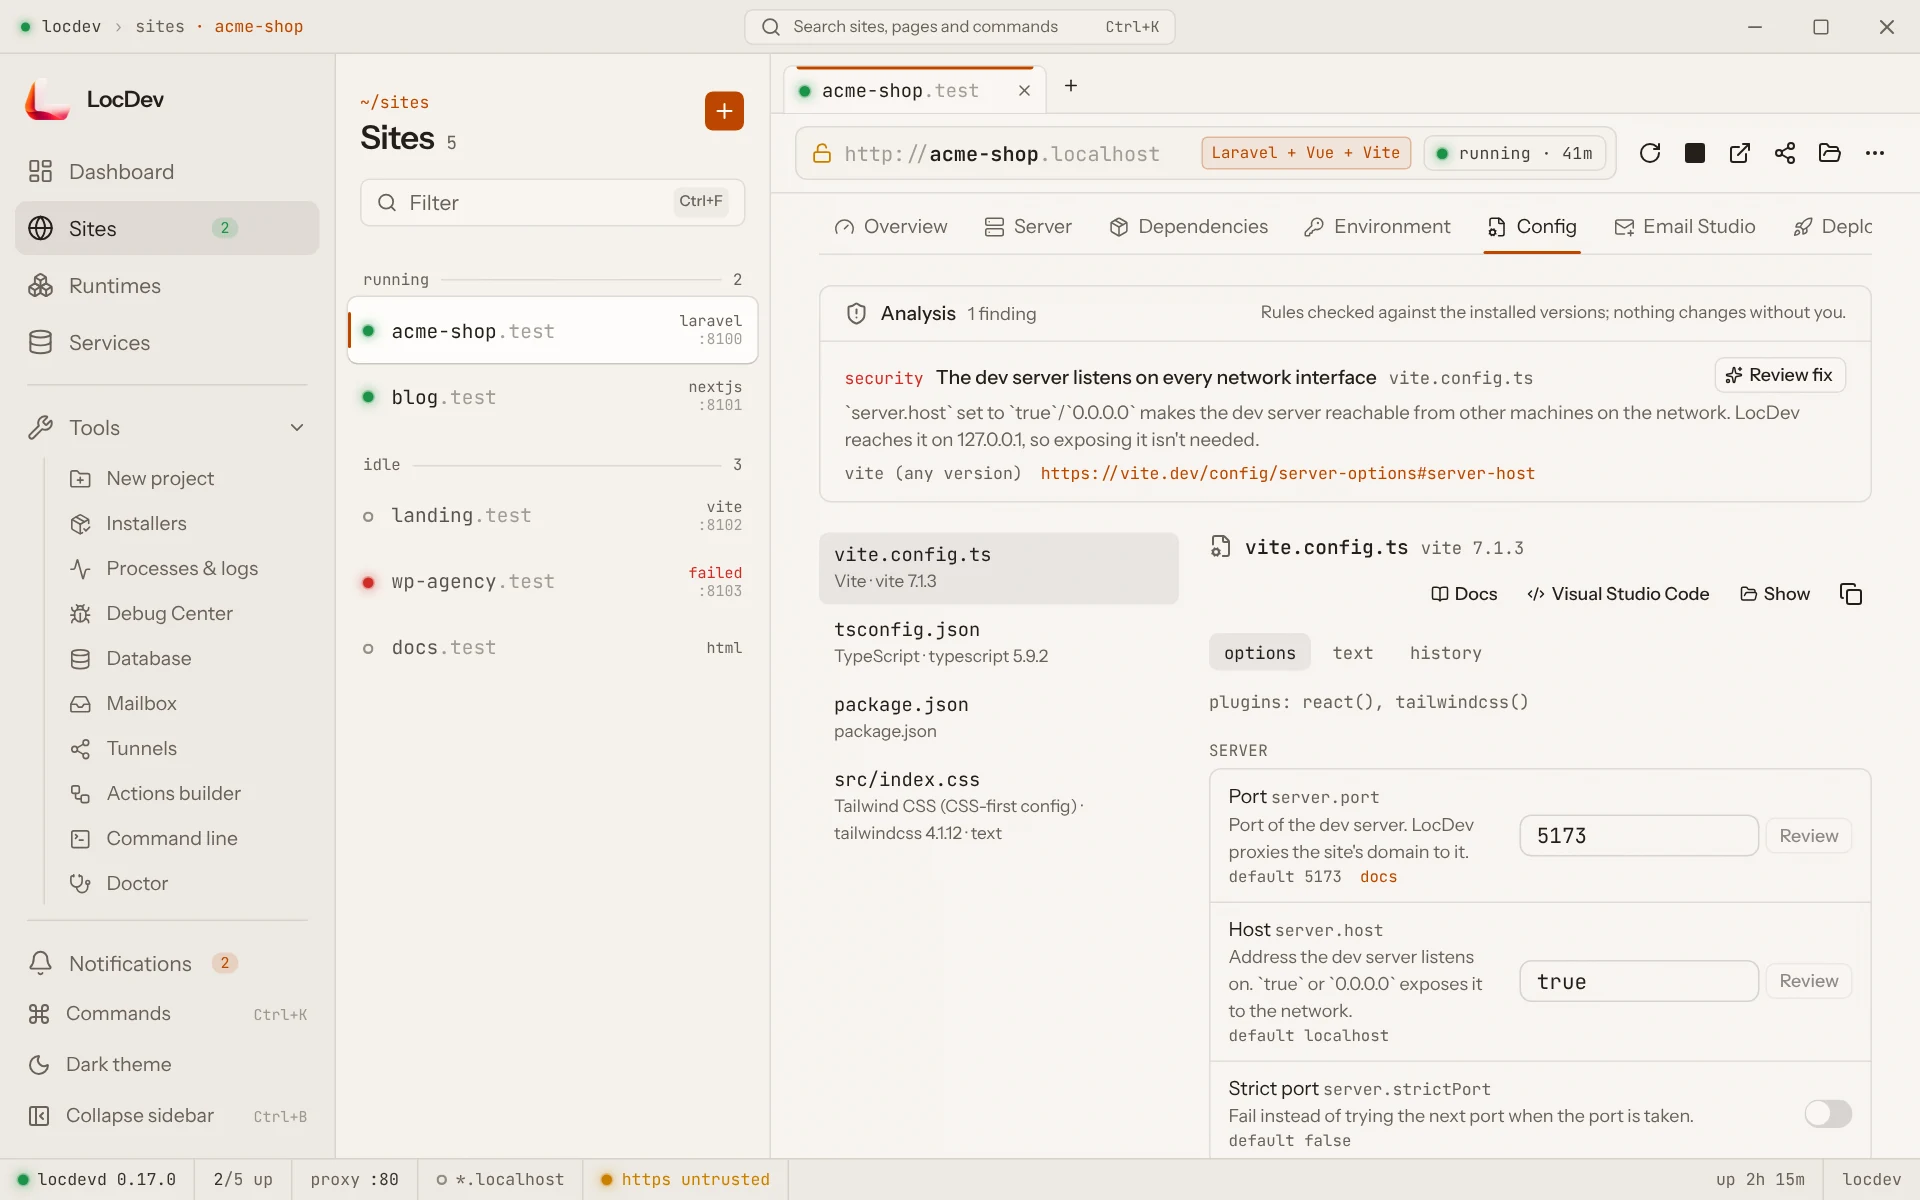 locdev › sites · acme-shop
Search sites, pages and commands Ctrl+K
LocDev
Dashboard
Sites 2
Runtimes
Services
Tools
New project
Installers
Processes & logs
Debug Center
Database
Mailbox
Tunnels
Actions builder
Command line
Doctor
Notifications 2
Commands Ctrl+K
Dark theme
Collapse sidebar Ctrl+B
~/sites
Sites 5
Filter Ctrl+F
running 2
acme-shop.test laravel :8100
blog.test nextjs :8101
idle 3
landing.test vite :8102
wp-agency.test failed :8103
docs.test html
acme-shop.test
http://acme-shop.localhost Laravel + Vue + Vite running · 41m
Overview Server Dependencies Environment Config Email Studio Deplo
Analysis 1 finding Rules checked against the installed versions; nothing changes without you.
security The dev server listens on every network interface vite.config.ts Review fix
`server.host` set to `true`/`0.0.0.0` makes the dev server reachable from other machines on the network. LocDev
reaches it on 127.0.0.1, so exposing it isn't needed.
vite (any version) https://vite.dev/config/server-options#server-host
vite.config.ts
Vite · vite 7.1.3
tsconfig.json
TypeScript · typescript 5.9.2
package.json
package.json
src/index.css
Tailwind CSS (CSS-first config) ·
tailwindcss 4.1.12 · text
vite.config.ts vite 7.1.3
Docs Visual Studio Code Show
options text history
plugins: react(), tailwindcss()
SERVER
Port server.port
Port of the dev server. LocDev
proxies the site's domain to it.
default 5173 docs
5173 Review
Host server.host
Address the dev server listens
on. `true` or `0.0.0.0` exposes it
to the network.
default localhost
true Review
Strict port server.strictPort
Fail instead of trying the next port when the port is taken.
default false
locdevd 0.17.0 2/5 up proxy :80 *.localhost https untrusted up 2h 15m locdev